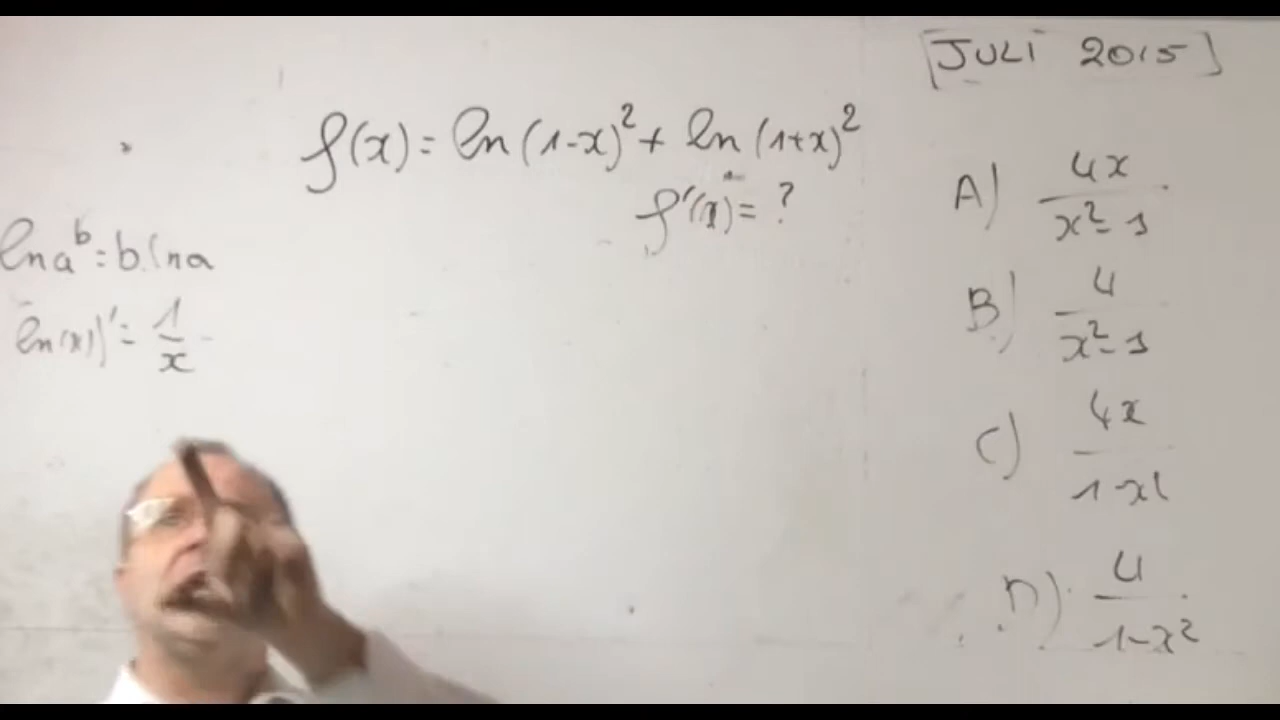 [JULI 2015]
f(x) = ln(1-x)² + ln(1+x)²
f'(x) = ?
ln a^b = b.ln a
ln(x))' = 1/x
A) 4x/(x²-1)
B) 4/(x²-1)
C) 4x/(1-x²)
D) 4/(1-x²)